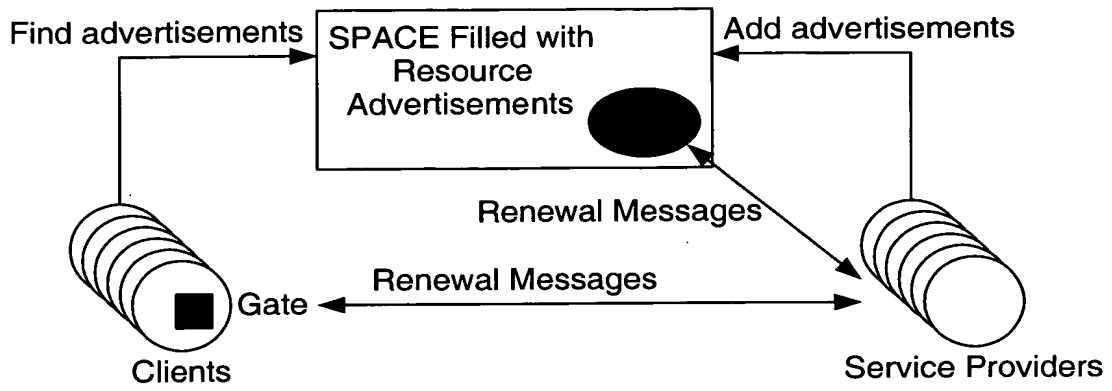 Find advertisements
SPACE Filled with
Resource
Advertisements
Add advertisements
Renewal Messages
Renewal Messages
Gate
Clients
Service Providers